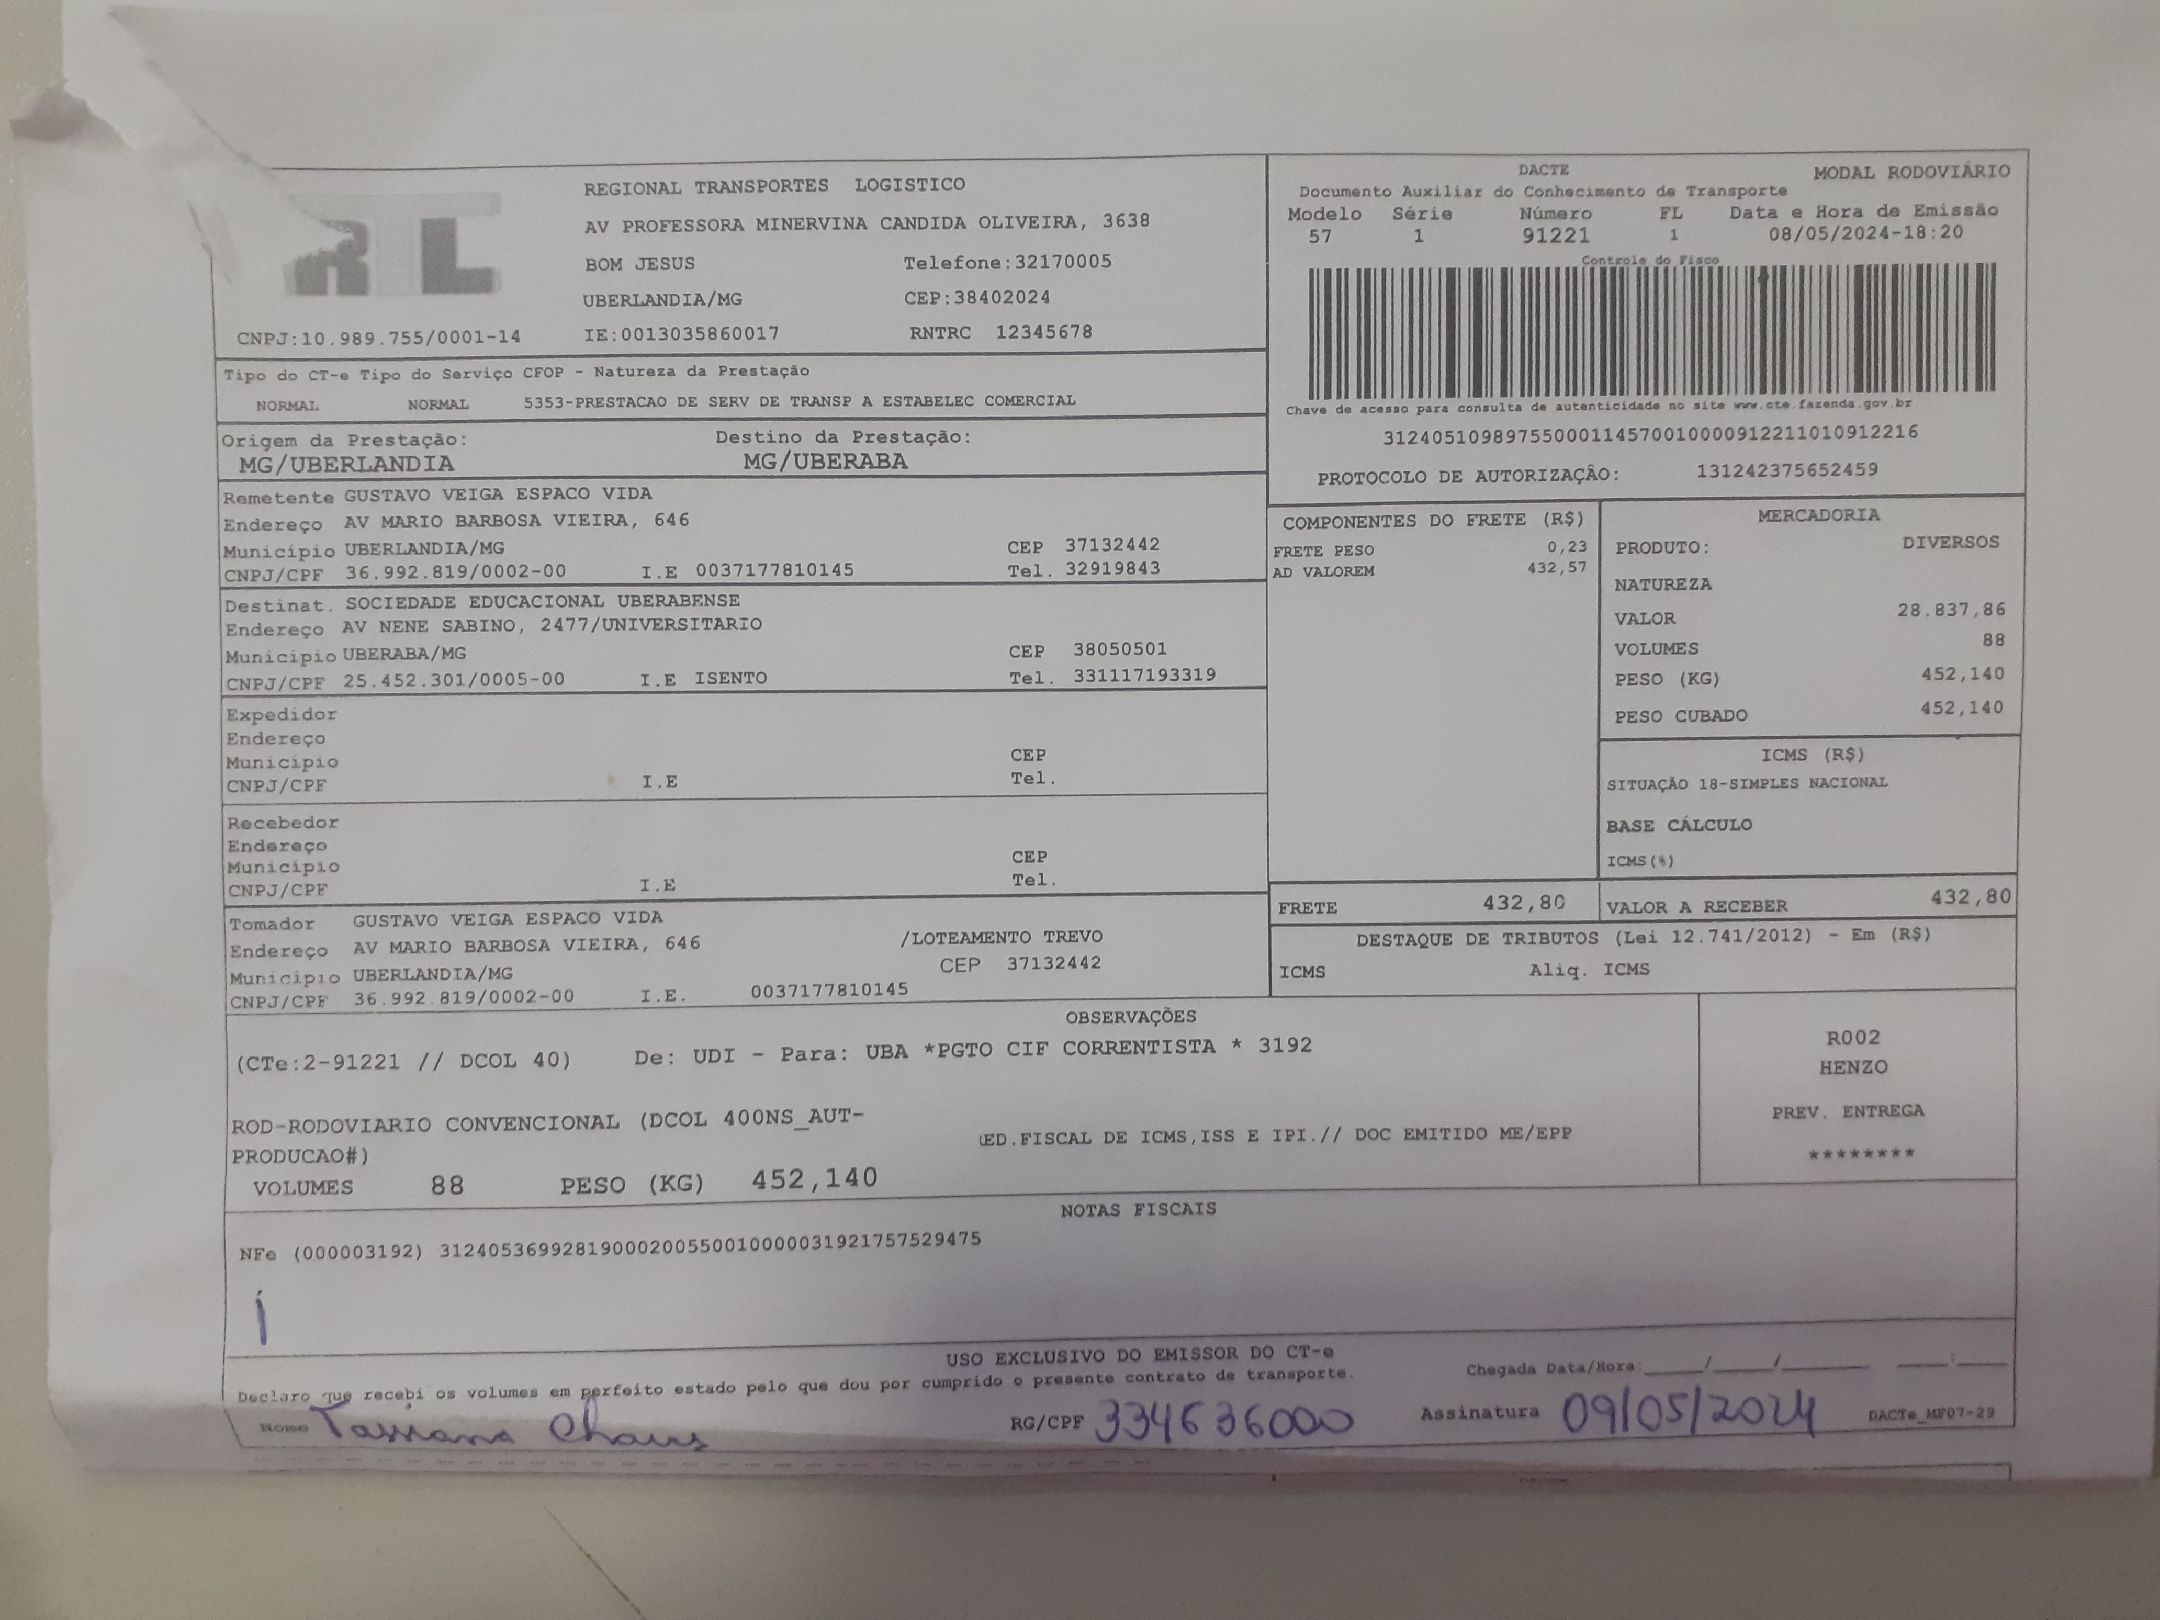 RTL
REGIONAL TRANSPORTES LOGISTICO
AV PROFESSORA MINERVINA CANDIDA OLIVEIRA, 3638
BOM JESUS Telefone:32170005
UBERLANDIA/MG CEP:38402024
CNPJ:10.989.755/0001-14 IE:0013035860017 RNTRC 12345678
DACTE MODAL RODOVIÁRIO
Documento Auxiliar do Conhecimento de Transporte
Modelo Série Número FL Data e Hora de Emissão
57 1 91221 1 08/05/2024-18:20
Controle do Fisco
Chave de acesso para consulta de autenticidade no site www.cte.fazenda.gov.br
31240510989755000114570010000912211010912216
PROTOCOLO DE AUTORIZAÇÃO: 131242375652459
Tipo do CT-e Tipo do Serviço CFOP - Natureza da Prestação
NORMAL NORMAL 5353-PRESTACAO DE SERV DE TRANSP A ESTABELEC COMERCIAL
Origem da Prestação: Destino da Prestação:
MG/UBERLANDIA MG/UBERABA
Remetente GUSTAVO VEIGA ESPACO VIDA
Endereço AV MARIO BARBOSA VIEIRA, 646
Município UBERLANDIA/MG CEP 37132442
CNPJ/CPF 36.992.819/0002-00 I.E 0037177810145 Tel. 32919843
Destinat. SOCIEDADE EDUCACIONAL UBERABENSE
Endereço AV NENE SABINO, 2477/UNIVERSITARIO
Município UBERABA/MG CEP 38050501
CNPJ/CPF 25.452.301/0005-00 I.E ISENTO Tel. 331117193319
Expedidor
Endereço
Município CEP
CNPJ/CPF I.E Tel.
Recebedor
Endereço
Município CEP
CNPJ/CPF I.E Tel.
Tomador GUSTAVO VEIGA ESPACO VIDA
Endereço AV MARIO BARBOSA VIEIRA, 646 /LOTEAMENTO TREVO
Município UBERLANDIA/MG CEP 37132442
CNPJ/CPF 36.992.819/0002-00 I.E. 0037177810145
COMPONENTES DO FRETE (R$)
FRETE PESO 0,23
AD VALOREM 432,57
MERCADORIA
PRODUTO: DIVERSOS
NATUREZA
VALOR 28.837,86
VOLUMES 88
PESO (KG) 452,140
PESO CUBADO 452,140
ICMS (R$)
SITUAÇÃO 18-SIMPLES NACIONAL
BASE CÁLCULO
ICMS(%)
FRETE 432,80 VALOR A RECEBER 432,80
DESTAQUE DE TRIBUTOS (Lei 12.741/2012) - Em (R$)
ICMS Aliq. ICMS
OBSERVAÇÕES
(CTe:2-91221 // DCOL 40) De: UDI - Para: UBA *PGTO CIF CORRENTISTA * 3192
ROD-RODOVIARIO CONVENCIONAL (DCOL 400NS_AUT-
PRODUCAO#)
ED.FISCAL DE ICMS,ISS E IPI.// DOC EMITIDO ME/EPP
VOLUMES 88 PESO (KG) 452,140
R002
HENZO
PREV. ENTREGA
********
NOTAS FISCAIS
NFe (000003192) 31240536992819000200550010000031921757529475
USO EXCLUSIVO DO EMISSOR DO CT-e
Declaro que recebi os volumes em perfeito estado pelo que dou por cumprido o presente contrato de transporte. Chegada Data/Hora:____/____/______ ____:____
Nome RG/CPF 334636000 Assinatura 09/05/2024 DACTe_MF07-29